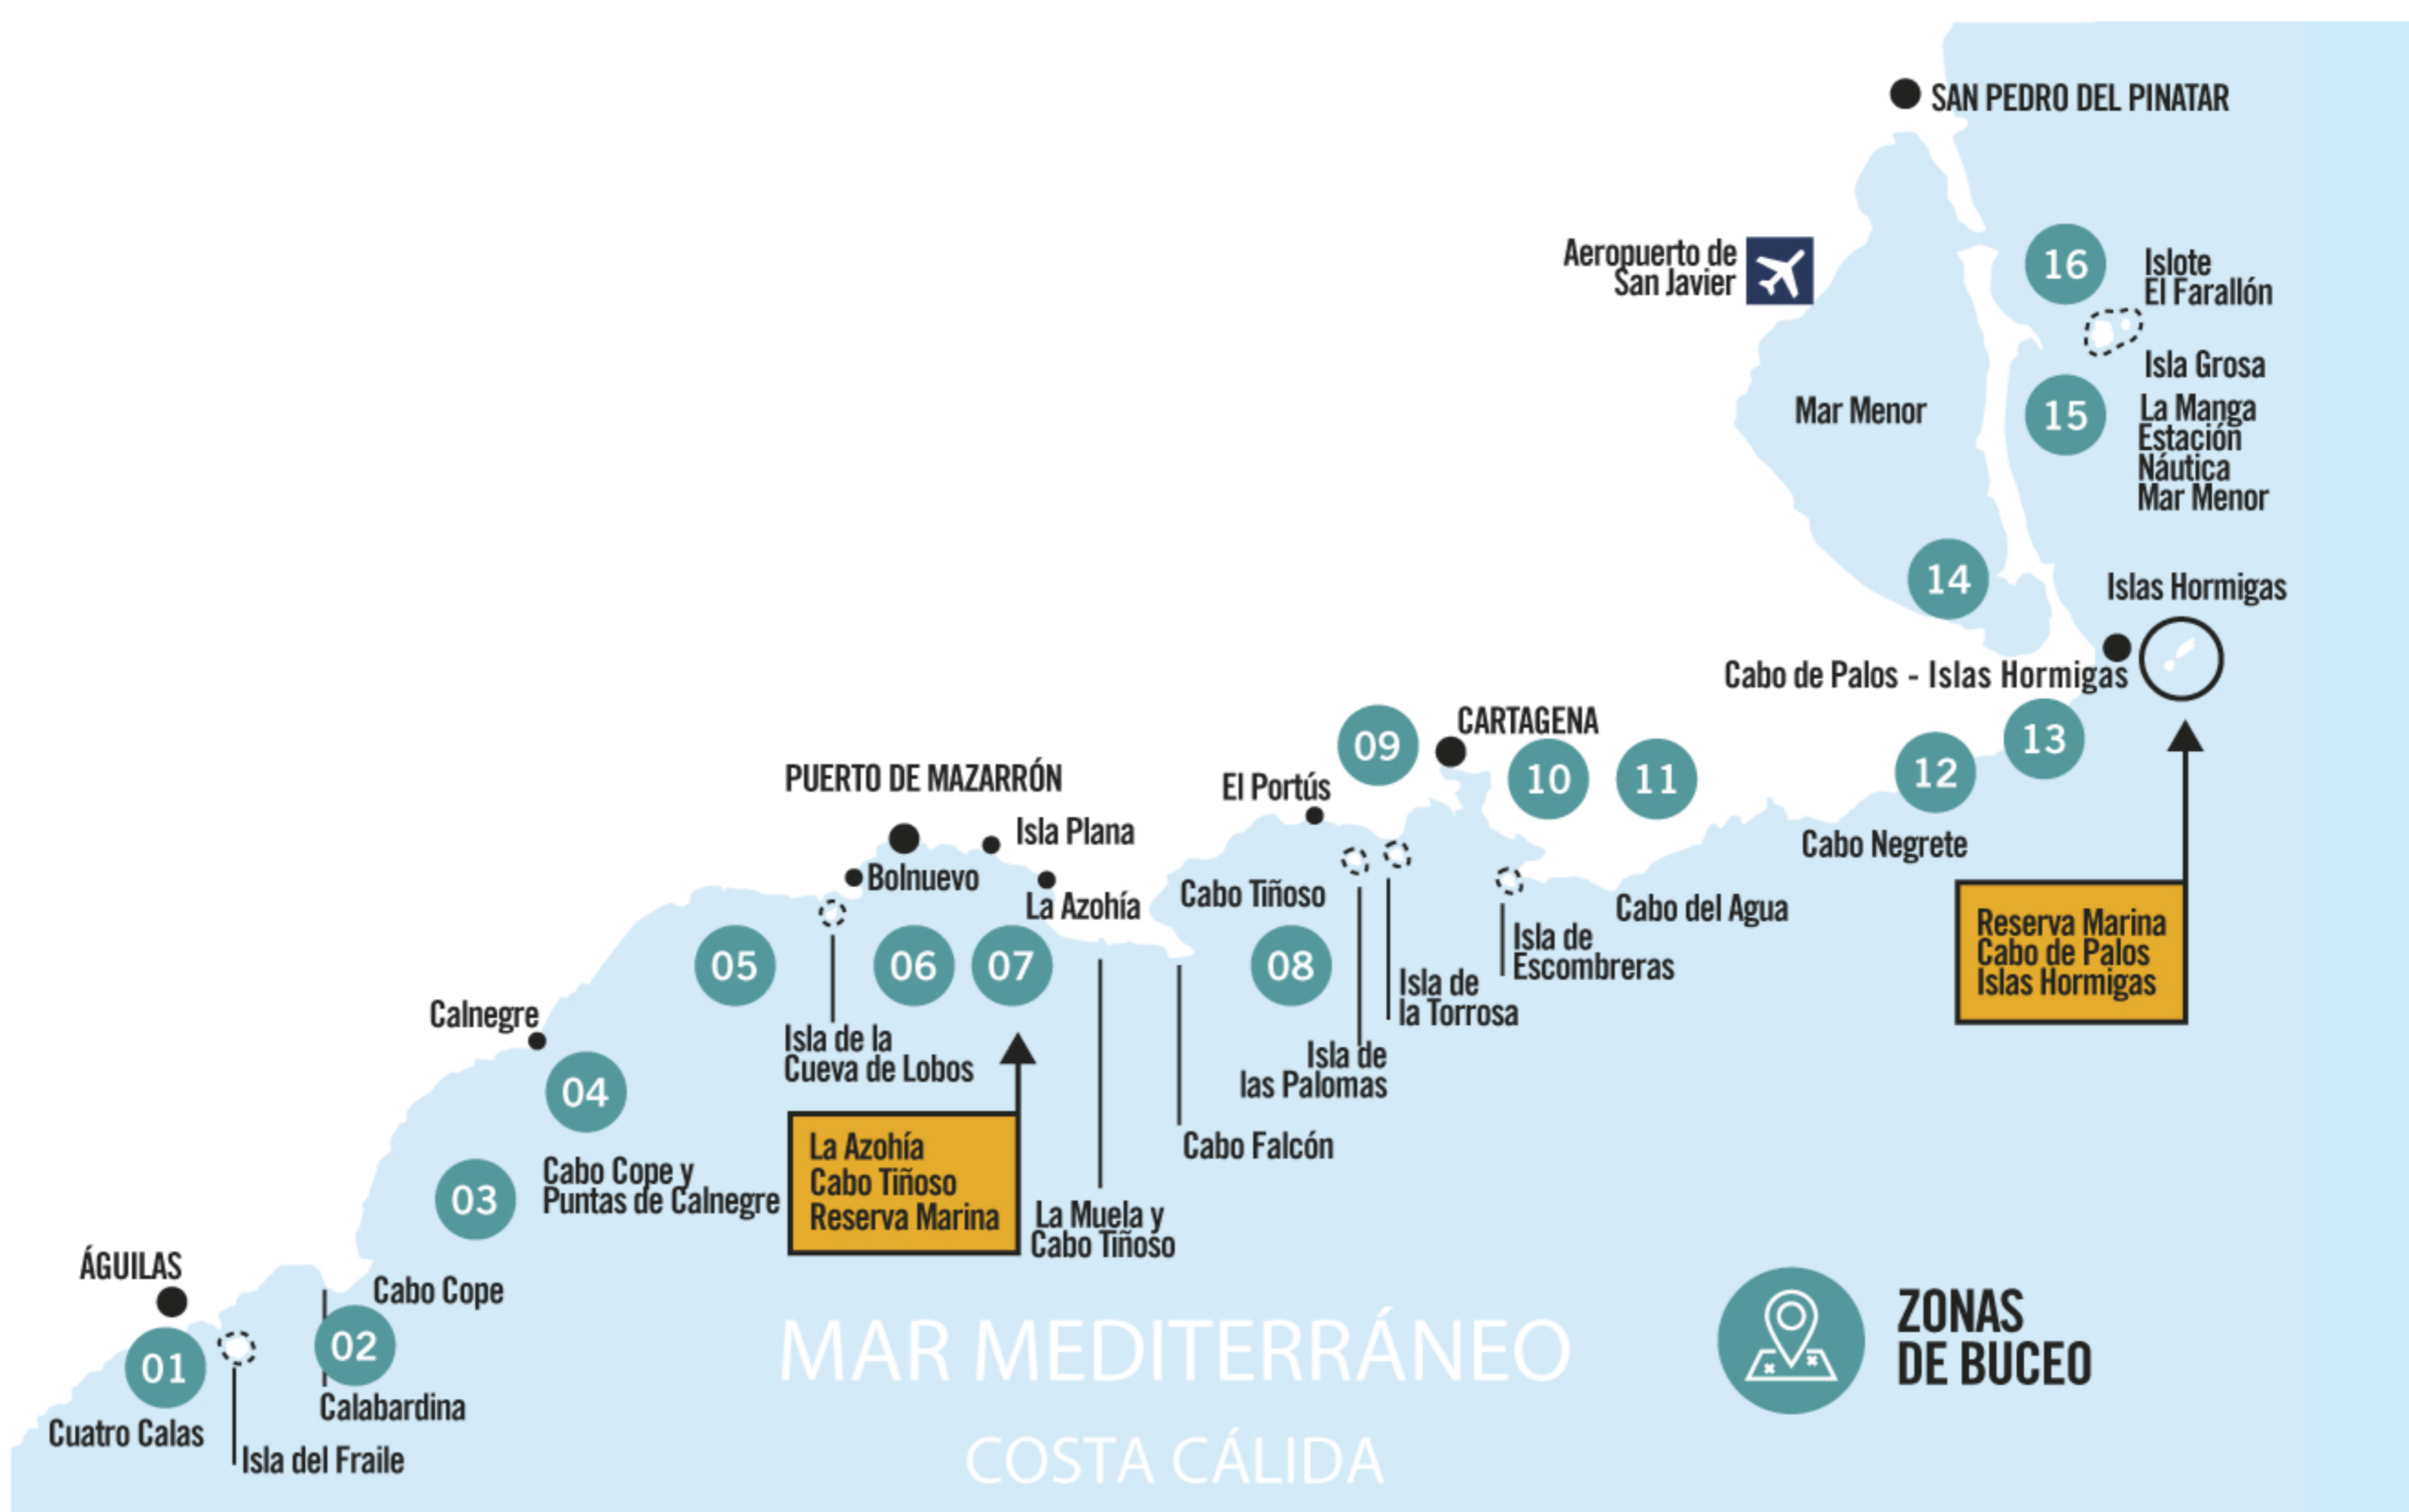 SAN PEDRO DEL PINATAR
Aeropuerto de
San Javier
16
Islote
El Farallón
Isla Grosa
Mar Menor
15
La Manga
Estación
Náutica
Mar Menor
14
Islas Hormigas
Cabo de Palos - Islas Hormigas
13
12
Cabo Negrete
Reserva Marina
Cabo de Palos
Islas Hormigas
09
CARTAGENA
10
11
El Portús
Cabo Tiñoso
08
Cabo del Agua
Isla de
Escombreras
Isla de
la Torrosa
Isla de
las Palomas
Cabo Falcón
PUERTO DE MAZARRÓN
Isla Plana
Bolnuevo
La Azohía
05
06
07
Isla de la
Cueva de Lobos
La Azohía
Cabo Tiñoso
Reserva Marina
La Muela y
Cabo Tiñoso
Calnegre
04
03
Cabo Cope y
Puntas de Calnegre
ÁGUILAS
Cabo Cope
01
02
Calabardina
Cuatro Calas
Isla del Fraile
MAR MEDITERRÁNEO
COSTA CÁLIDA
ZONAS
DE BUCEO